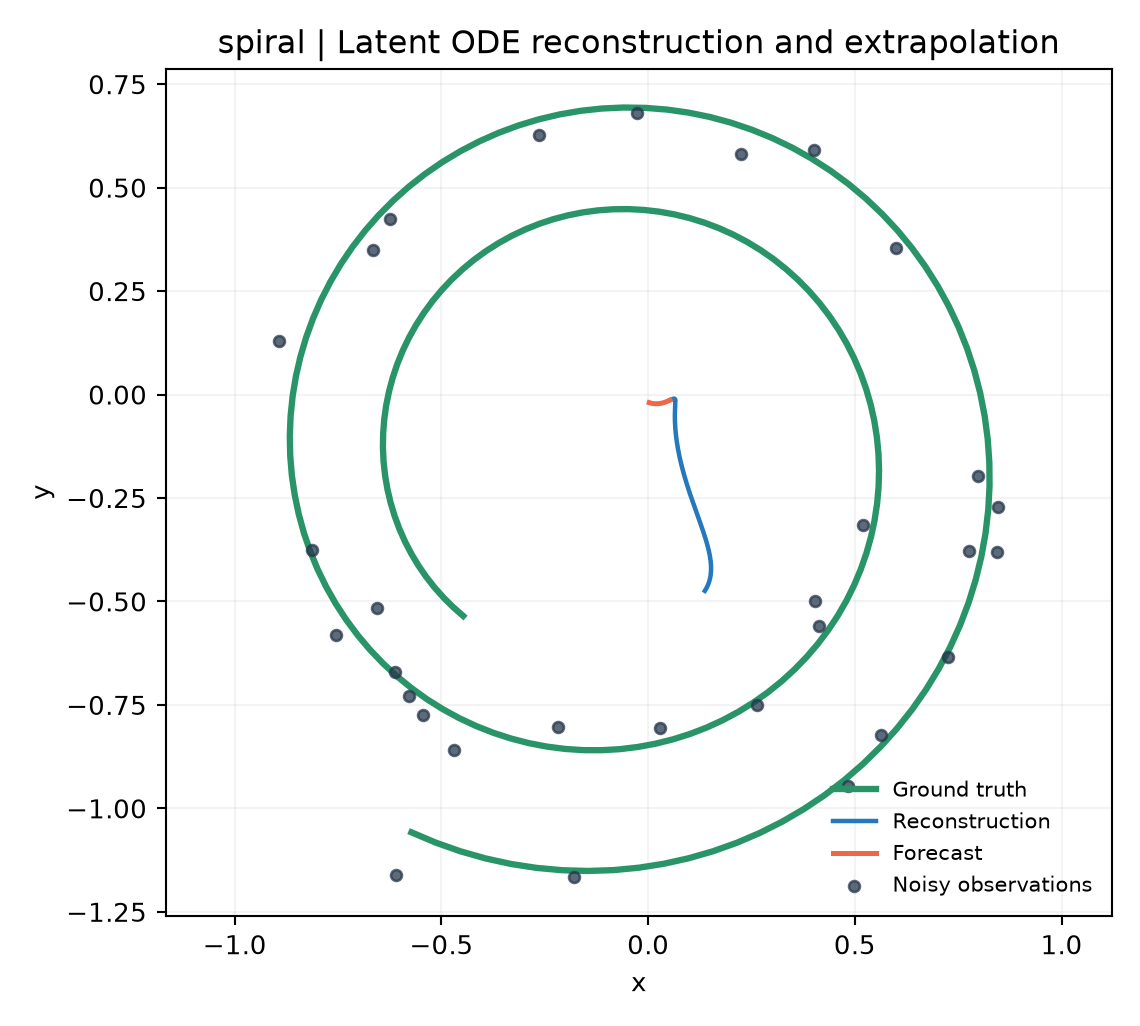 spiral | Latent ODE reconstruction and extrapolation
0.75
0.50
0.25
0.00
−0.25
−0.50
−0.75
−1.00
−1.25
y
Ground truth
Reconstruction
Forecast
Noisy observations
−1.0 −0.5 0.0 0.5 1.0
x